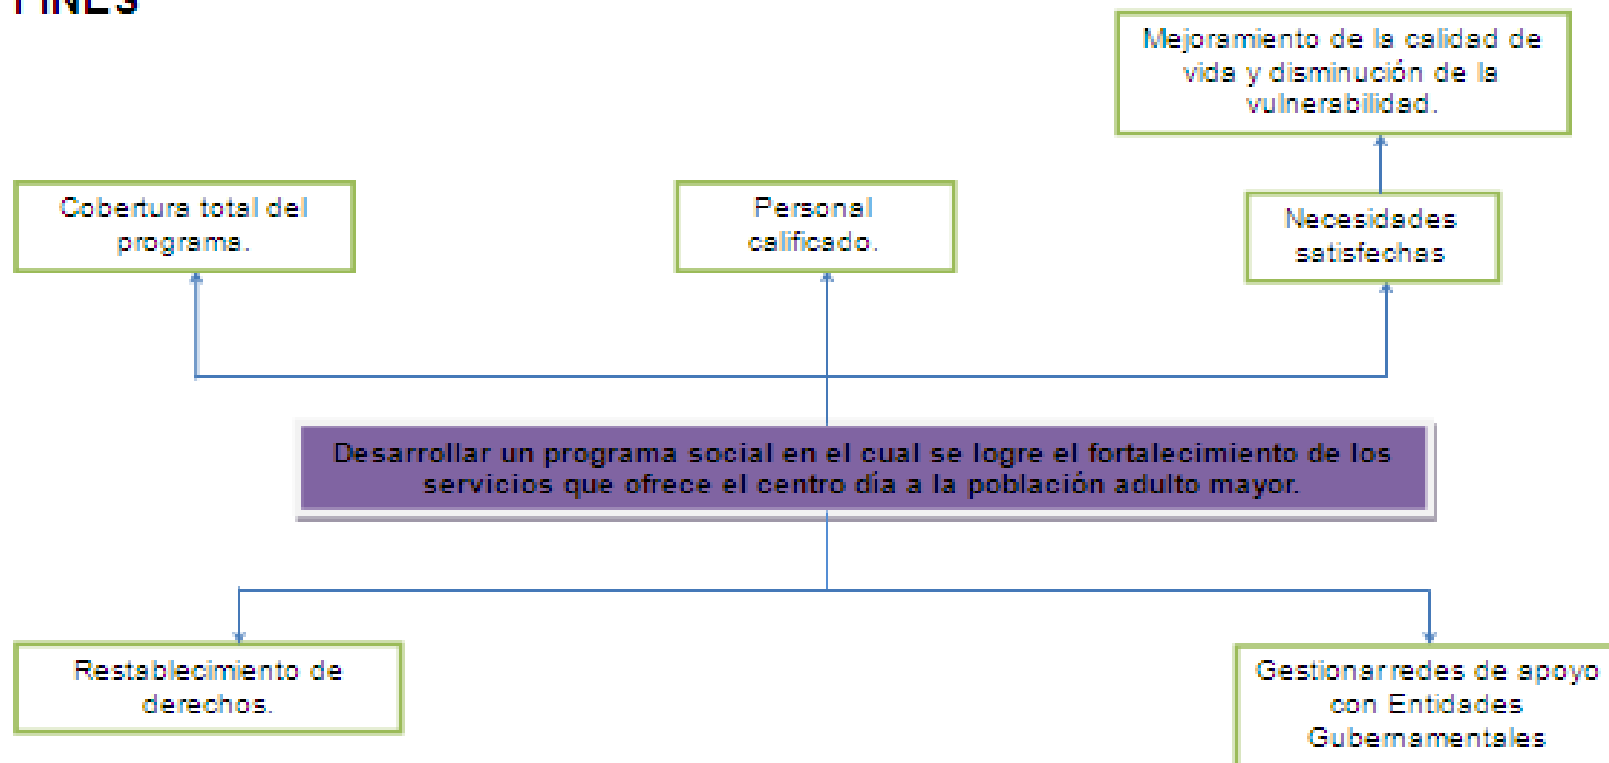 FINES
Mejoramiento de la calidad de
vida y disminución de la
vulnerabilidad.
Cobertura total del
programa.
Personal
calificado.
Necesidades
satisfechas
Desarrollar un programa social en el cual se logre el fortalecimiento de los
servicios que ofrece el centro día a la población adulto mayor.
Restablecimiento de
derechos.
Gestionar redes de apoyo
con Entidades
Gubernamentales